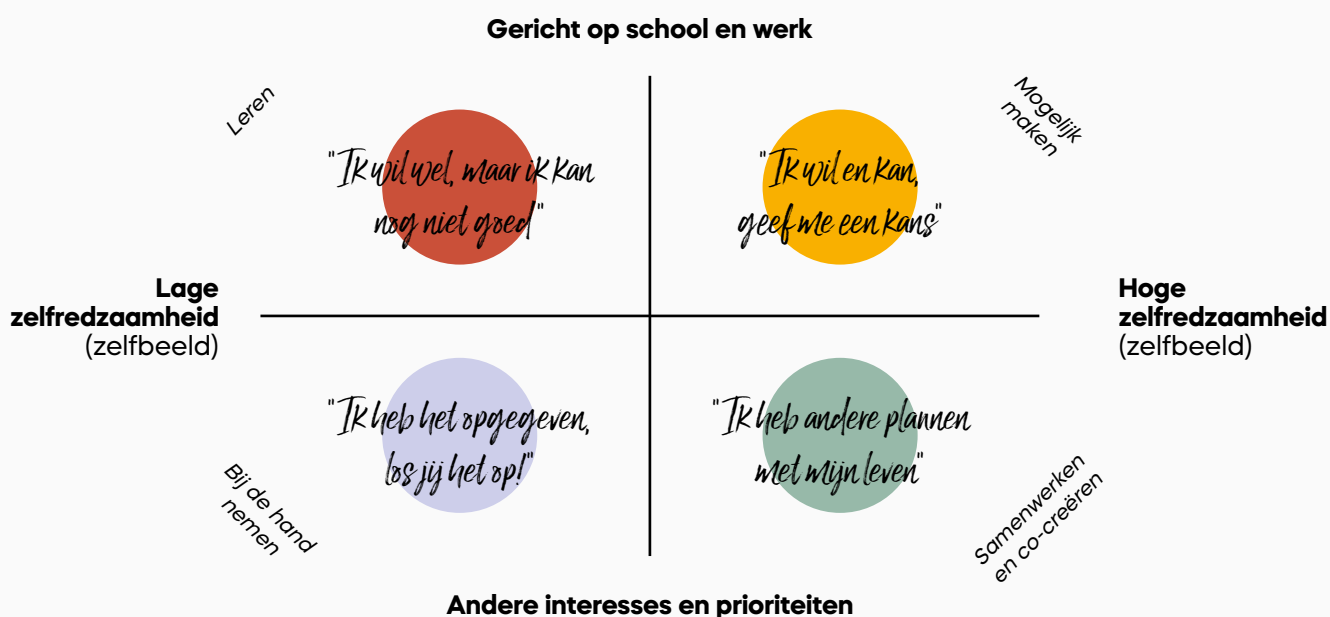 Gericht op school en werk
Leren
Mogelijk
maken
"Ik wil wel, maar ik kan
nog niet goed"
"Ik wil en kan,
geef me een kans"
Lage
zelfredzaamheid
(zelfbeeld)
Hoge
zelfredzaamheid
(zelfbeeld)
"Ik heb het opgegeven,
los jij het op!"
"Ik heb andere plannen
met mijn leven"
Bij de hand
nemen
Samenwerken
en co-creëren
Andere interesses en prioriteiten